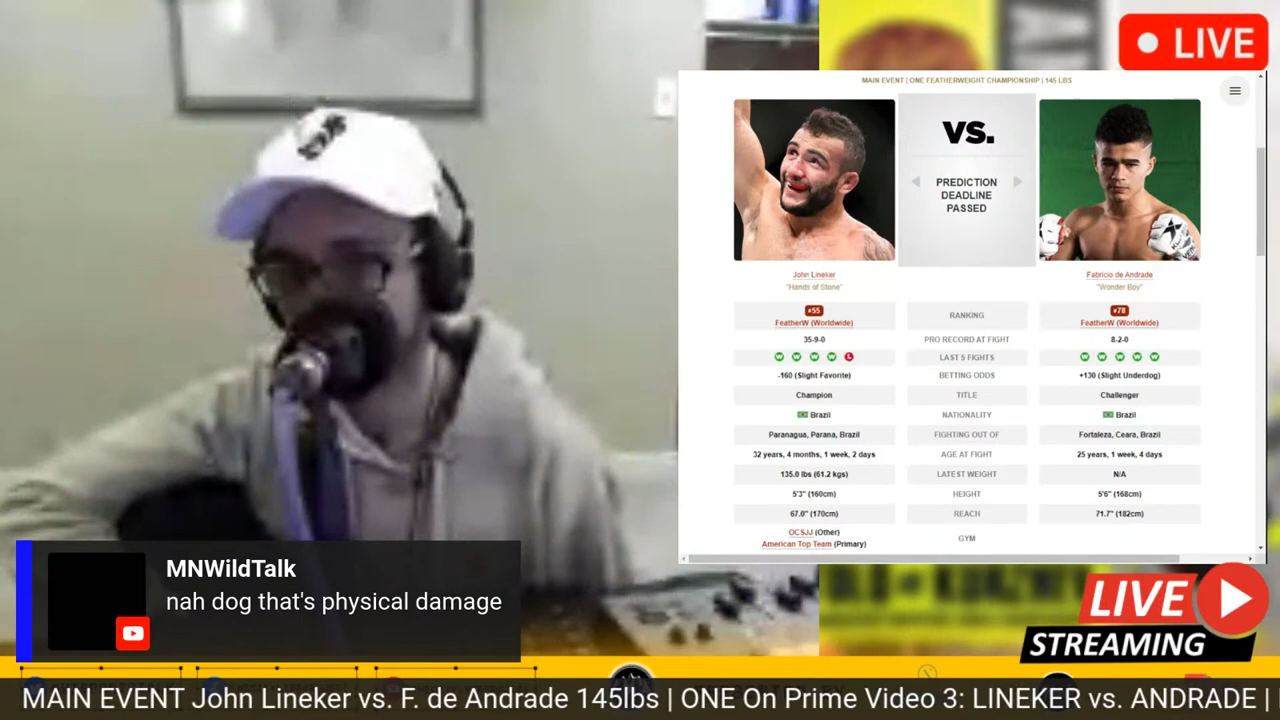 LIVE
MAIN EVENT | ONE FEATHERWEIGHT CHAMPIONSHIP | 145 LBS
VS.
PREDICTION
DEADLINE
PASSED
John Lineker
"Hands of Stone"
Fabricio de Andrade
"Wonder Boy"
#55
FeatherW (Worldwide)
RANKING
#78
FeatherW (Worldwide)
35-9-0
PRO RECORD AT FIGHT
8-2-0
W W W W L
LAST 5 FIGHTS
W W W W W
-160 (Slight Favorite)
BETTING ODDS
+130 (Slight Underdog)
Champion
TITLE
Challenger
Brazil
NATIONALITY
Brazil
Paranagua, Parana, Brazil
FIGHTING OUT OF
Fortaleza, Ceara, Brazil
32 years, 4 months, 1 week, 2 days
AGE AT FIGHT
25 years, 1 week, 4 days
135.0 lbs (61.2 kgs)
LATEST WEIGHT
N/A
5'3" (160cm)
HEIGHT
5'6" (168cm)
67.0" (170cm)
REACH
71.7" (182cm)
OCSJJ (Other)
American Top Team (Primary)
GYM
MNWildTalk
nah dog that's physical damage
LIVE
STREAMING
MAIN EVENT John Lineker vs. F. de Andrade 145lbs | ONE On Prime Video 3: LINEKER vs. ANDRADE |